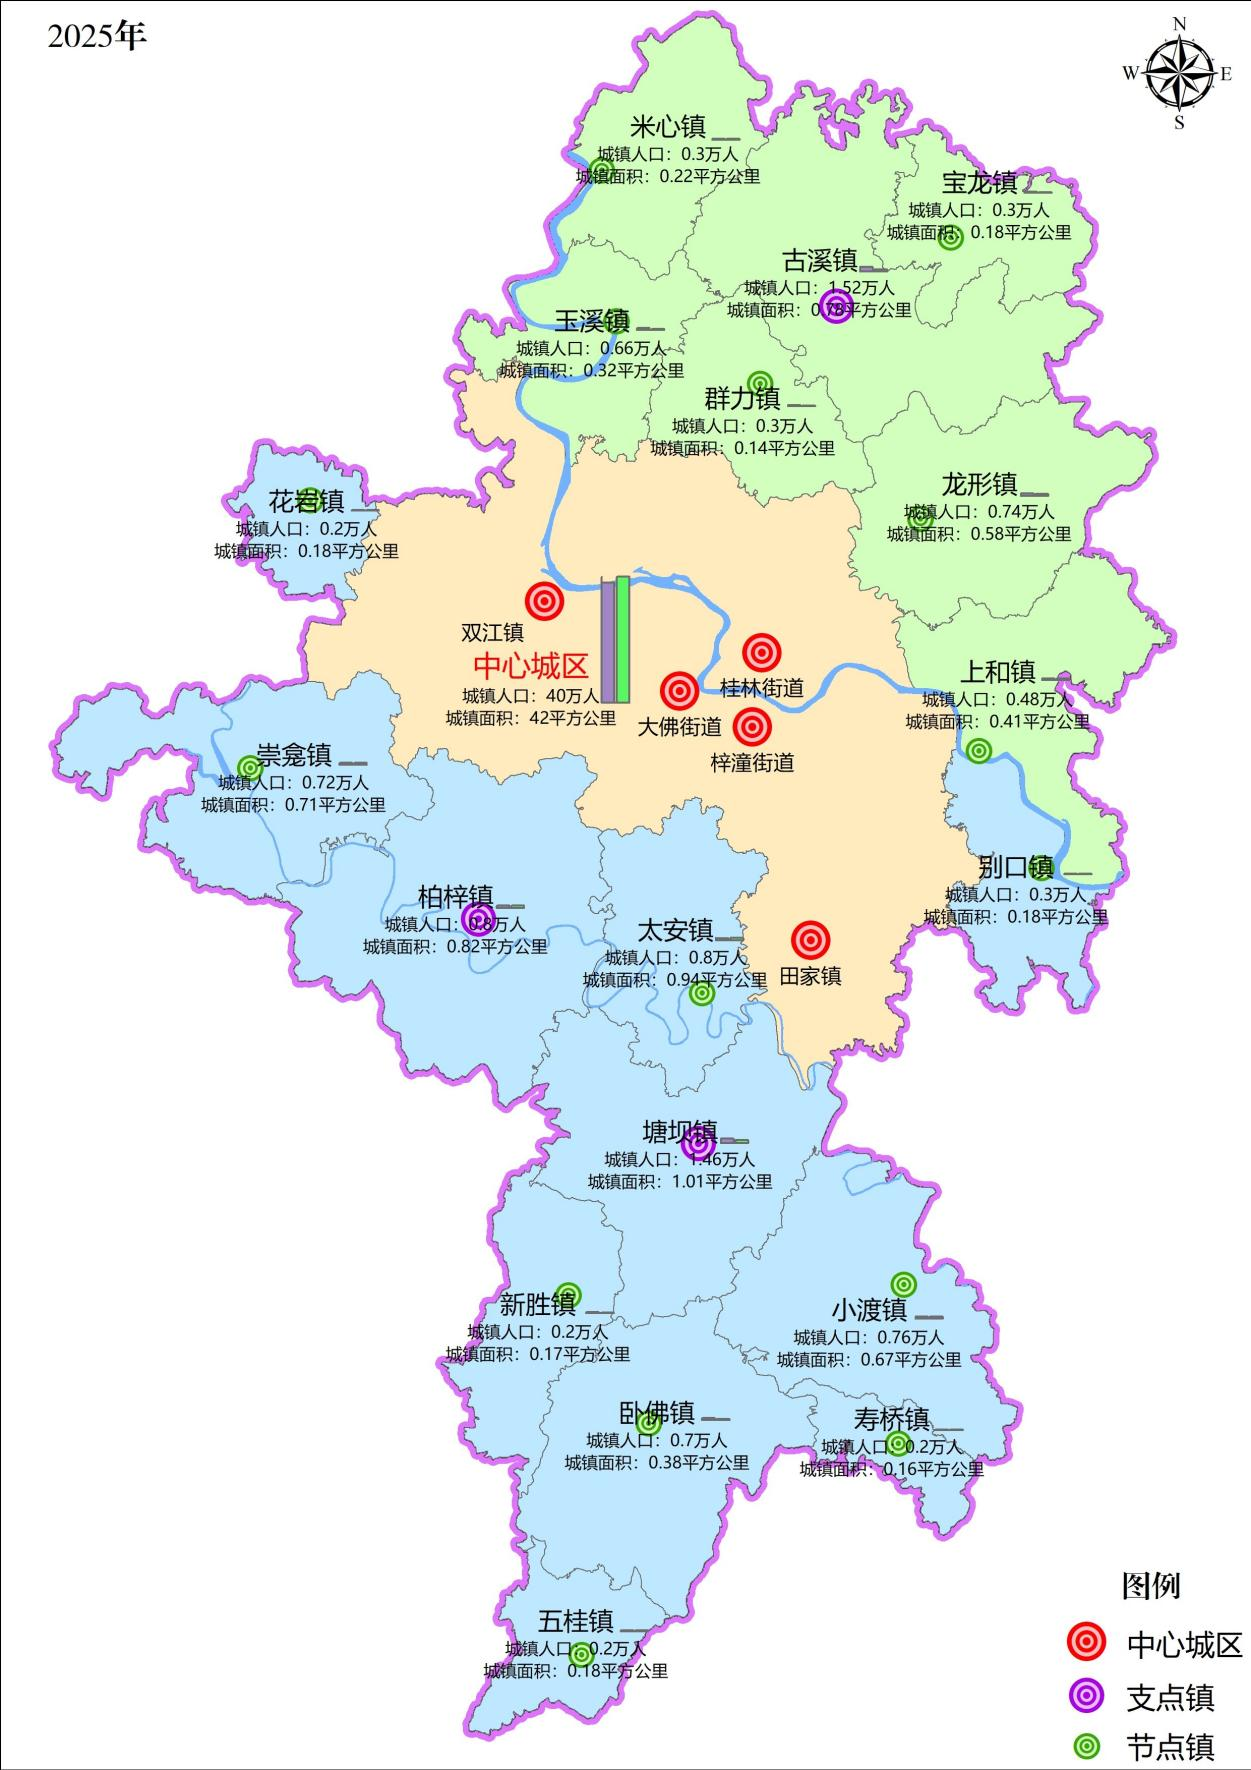 2025年
N
W
E
S
米心镇
城镇人口：0.3万人
城镇面积：0.22平方公里
宝龙镇
城镇人口：0.3万人
城镇面积：0.18平方公里
古溪镇
城镇人口：1.52万人
城镇面积：0.78平方公里
玉溪镇
城镇人口：0.66万人
城镇面积：0.32平方公里
群力镇
城镇人口：0.3万人
城镇面积：0.14平方公里
龙形镇
城镇人口：0.74万人
城镇面积：0.58平方公里
花岩镇
城镇人口：0.2万人
城镇面积：0.18平方公里
双江镇
中心城区
城镇人口：40万人
城镇面积：42平方公里
桂林街道
大佛街道
梓潼街道
上和镇
城镇人口：0.48万人
城镇面积：0.41平方公里
崇龛镇
城镇人口：0.72万人
城镇面积：0.71平方公里
别口镇
城镇人口：0.3万人
城镇面积：0.18平方公里
柏梓镇
城镇人口：0.8万人
城镇面积：0.82平方公里
太安镇
城镇人口：0.8万人
城镇面积：0.94平方公里
田家镇
塘坝镇
城镇人口：1.46万人
城镇面积：1.01平方公里
新胜镇
城镇人口：0.2万人
城镇面积：0.17平方公里
小渡镇
城镇人口：0.76万人
城镇面积：0.67平方公里
卧佛镇
城镇人口：0.7万人
城镇面积：0.38平方公里
寿桥镇
城镇人口：0.2万人
城镇面积：0.16平方公里
五桂镇
城镇人口：0.2万人
城镇面积：0.18平方公里
图例
中心城区
支点镇
节点镇